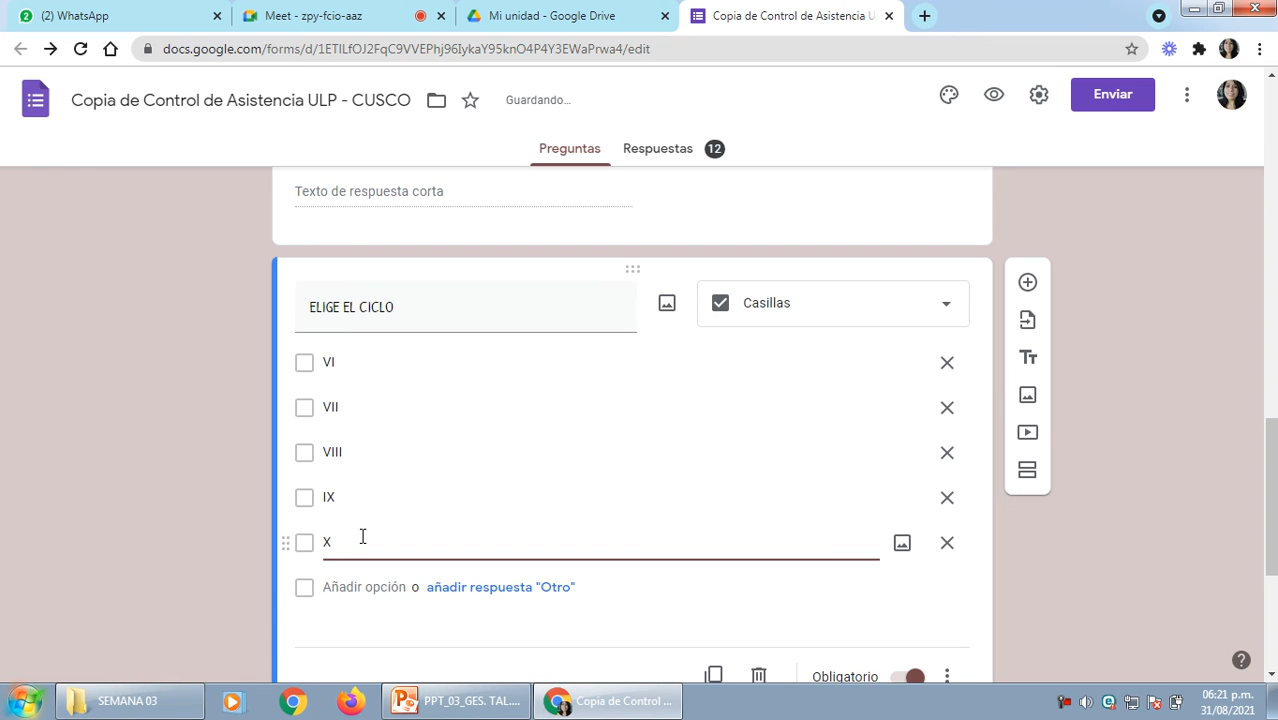 (2) WhatsApp
Meet - zpy-fcio-aaz
Mi unidad - Google Drive
Copia de Control de Asistencia U
docs.google.com/forms/d/1ETILfOJ2FqC9VVEPhj96IykaY95knO4P4Y3EWaPrwa4/edit
Copia de Control de Asistencia ULP - CUSCO
Guardando...
Enviar
Preguntas
Respuestas 12
Texto de respuesta corta
ELIGE EL CICLO
Casillas
VI
VII
VIII
IX
X
Añadir opción o añadir respuesta "Otro"
Obligatorio
SEMANA 03
PPT_03_GES. TAL....
Copia de Control ...
06:21 p.m.
31/08/2021